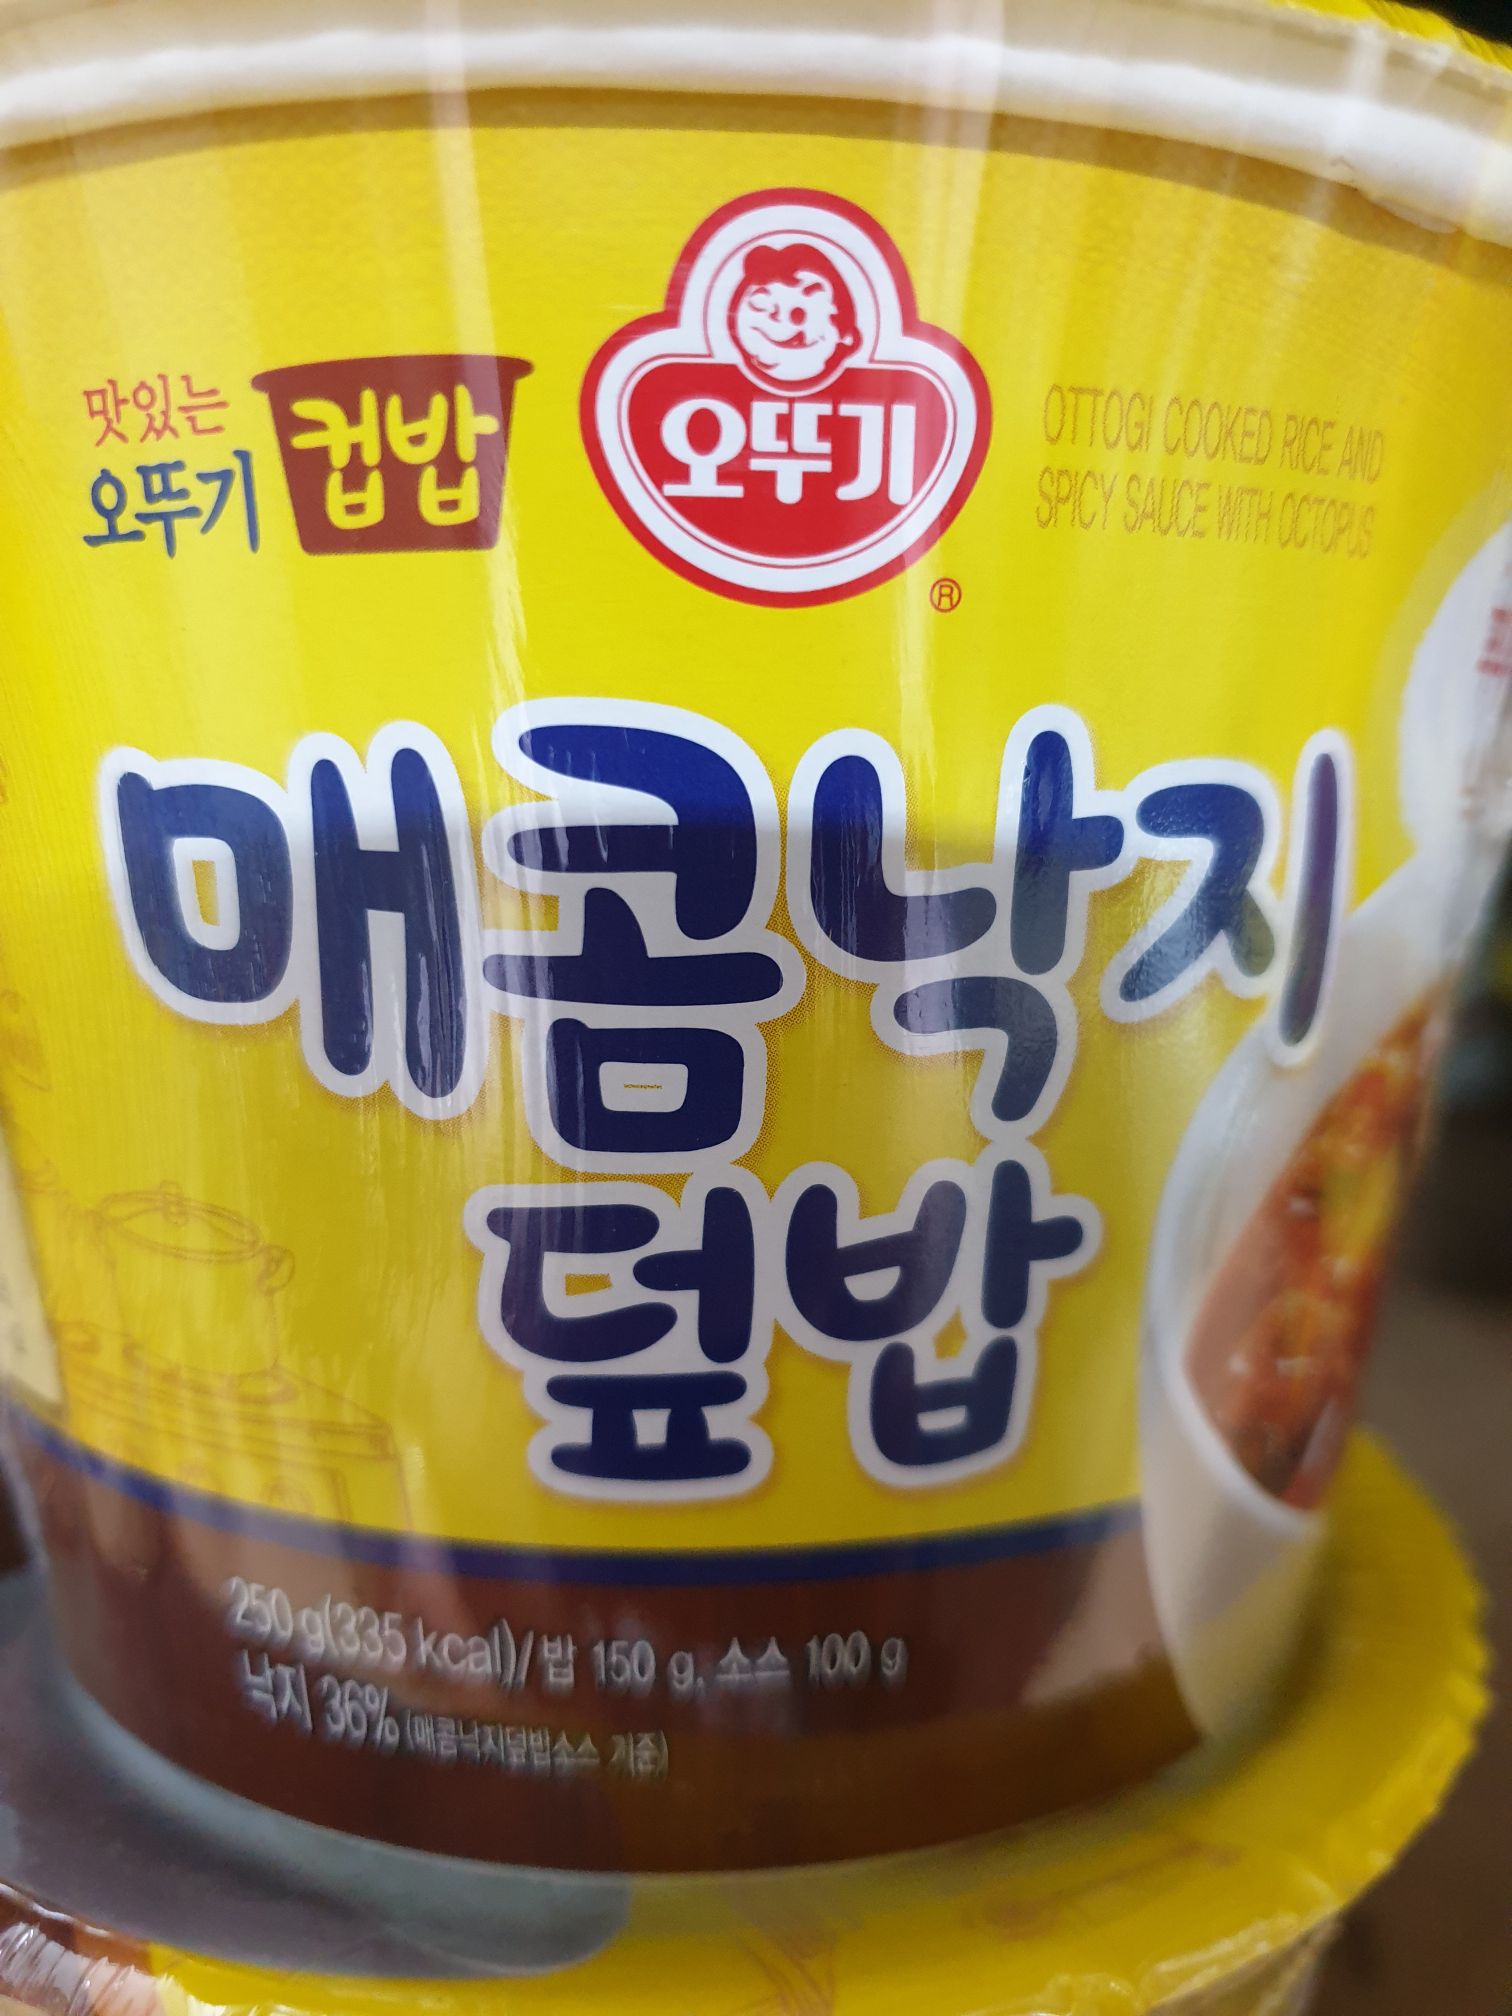 맛있는
오뚜기 컵밥
오뚜기
®
OTTOGI COOKED RICE AND
SPICY SAUCE WITH OCTOPUS
매콤낙지
덮밥
250 g(335 kcal)/밥 150 g, 소스 100 g
낙지 36% (매콤낙지덮밥소스 기준)